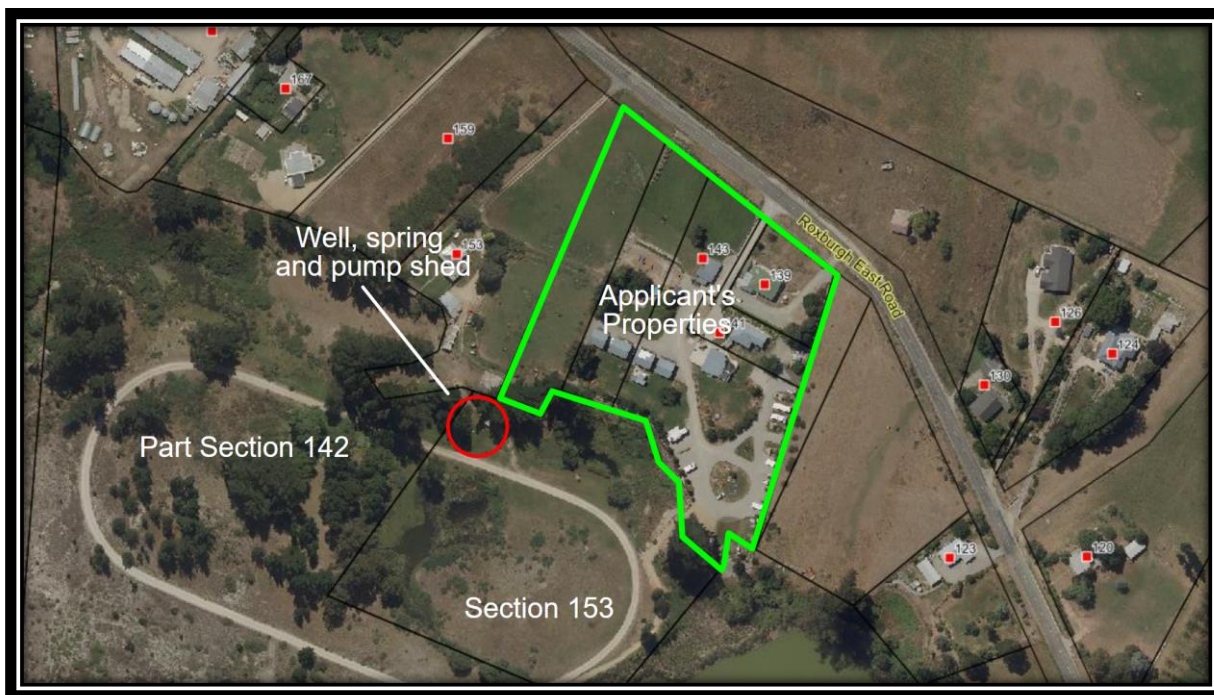 167
159
Well, spring
and pump shed
153
143
139
Applicant's
Properties
41
Roxburgh East Road
126
124
130
Part Section 142
Section 153
123
120